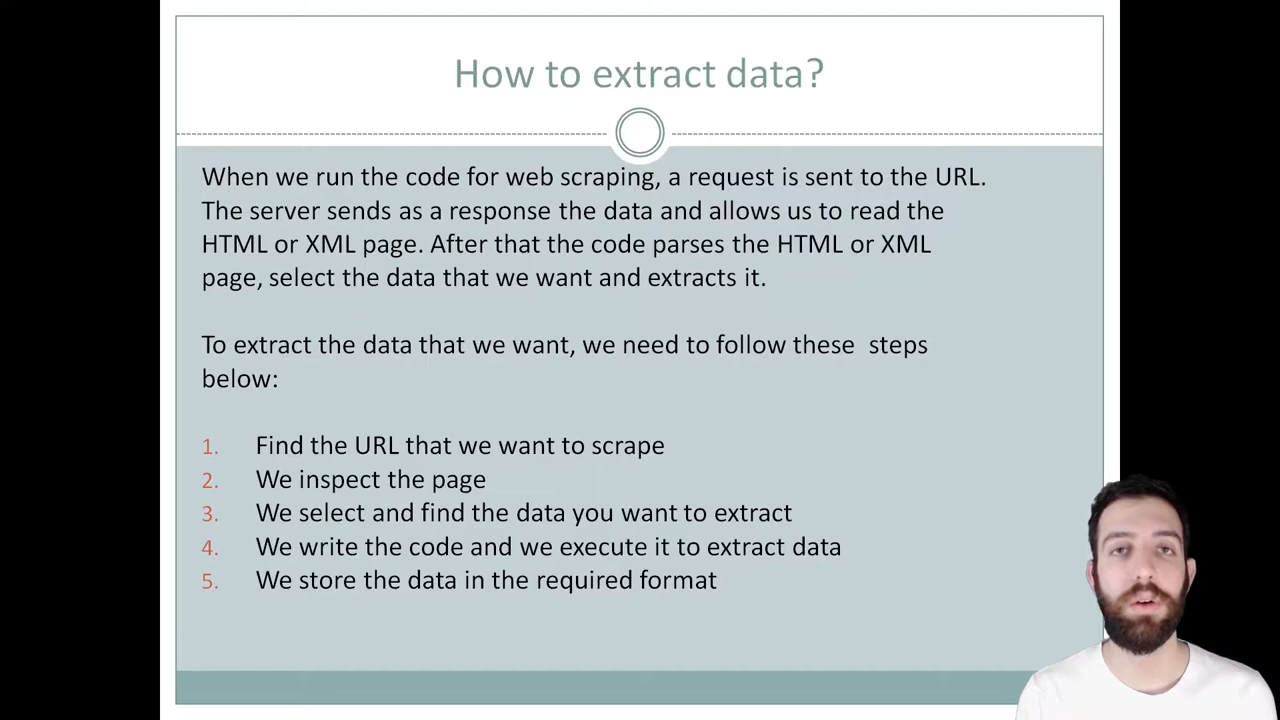 How to extract data?
When we run the code for web scraping, a request is sent to the URL.
The server sends as a response the data and allows us to read the
HTML or XML page. After that the code parses the HTML or XML
page, select the data that we want and extracts it.
To extract the data that we want, we need to follow these  steps
below:
1. Find the URL that we want to scrape
2. We inspect the page
3. We select and find the data you want to extract
4. We write the code and we execute it to extract data
5. We store the data in the required format